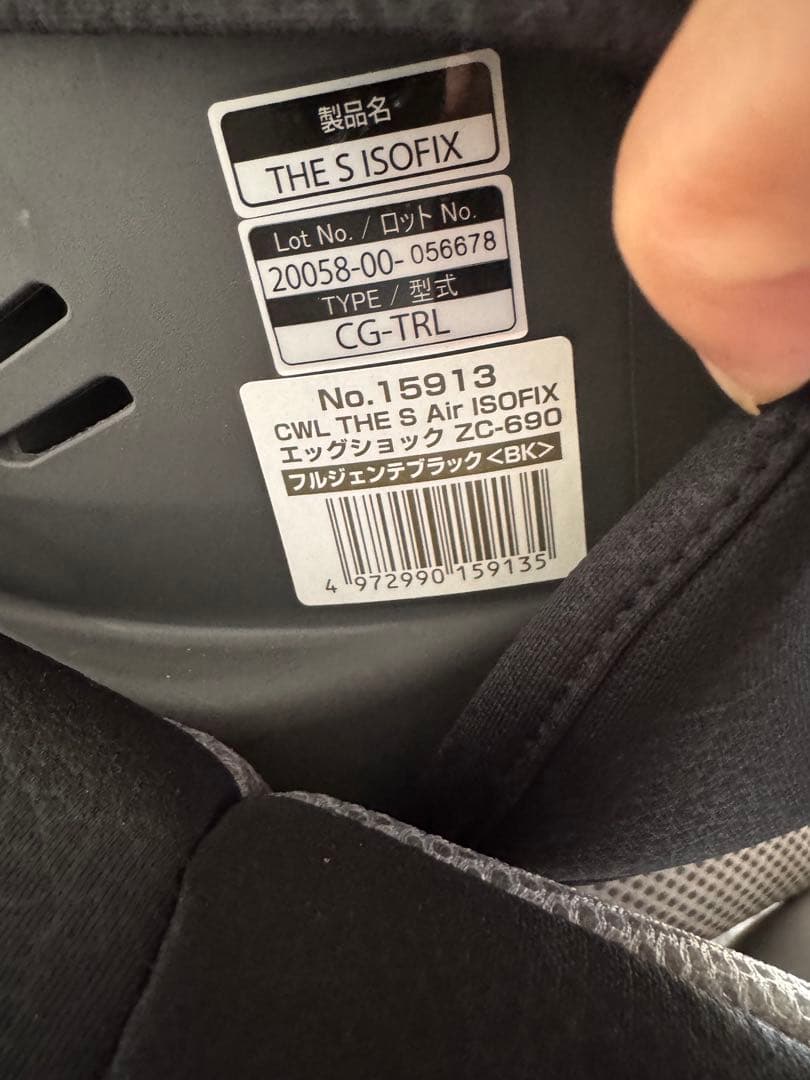 製品名
THE S ISOFIX
Lot No. / ロット No.
20058-00- 056678
TYPE / 型式
CG-TRL
No.15913
CWL THE S Air ISOFIX
エッグショック ZC-690
フルジェンテブラック<BK>
4 972990 159135